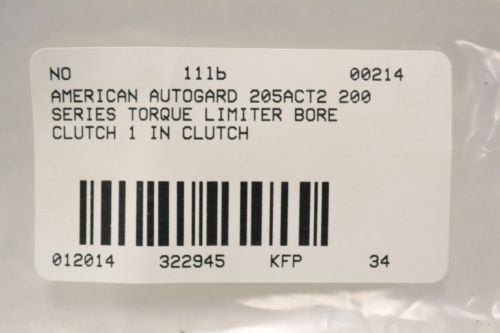 NO 11lb 00214
AMERICAN AUTOGARD 205ACT2 200
SERIES TORQUE LIMITER BORE
CLUTCH 1 IN CLUTCH
012014 322945 KFP 34